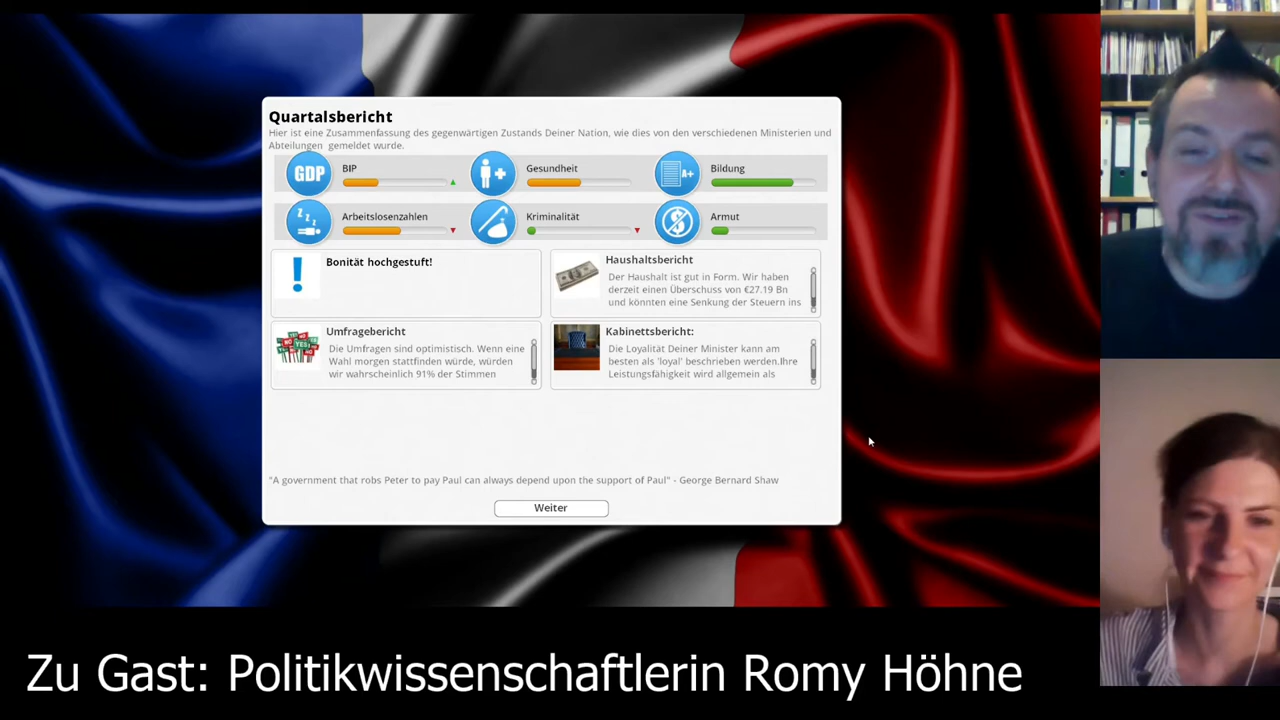 Quartalsbericht
Hier ist eine Zusammenfassung des gegenwärtigen Zustands Deiner Nation, wie dies von den verschiedenen Ministerien und
Abteilungen gemeldet wurde.
GDP
BIP
Gesundheit
A+
Bildung
Z Z Z
Arbeitslosenzahlen
Kriminalität
Armut
Bonität hochgestuft!
Haushaltsbericht
Der Haushalt ist gut in Form. Wir haben
derzeit einen Überschuss von €27.19 Bn
und könnten eine Senkung der Steuern ins
Umfragebericht
Die Umfragen sind optimistisch. Wenn eine
Wahl morgen stattfinden würde, würden
wir wahrscheinlich 91% der Stimmen
Kabinettsbericht:
Die Loyalität Deiner Minister kann am
besten als 'loyal' beschrieben werden.Ihre
Leistungsfähigkeit wird allgemein als
"A government that robs Peter to pay Paul can always depend upon the support of Paul" - George Bernard Shaw
Weiter
Zu Gast: Politikwissenschaftlerin Romy Höhne